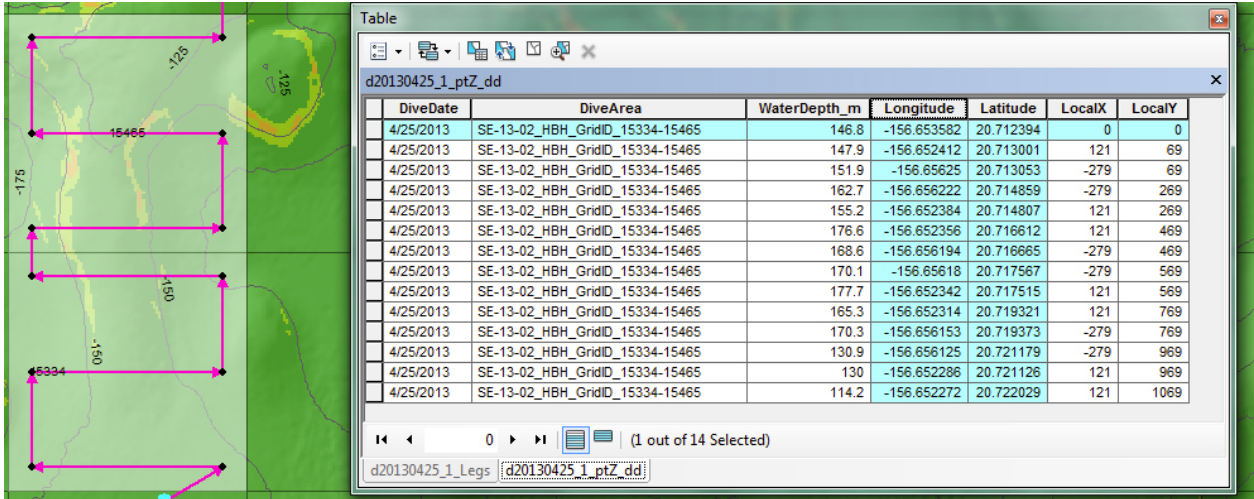 -125
-125
15465
-175
-150
-150
15334
Table
d20130425_1_ptZ_dd
DiveDate DiveArea WaterDepth_m Longitude Latitude LocalX LocalY
4/25/2013 SE-13-02_HBH_GridID_15334-15465 146.8 -156.653582 20.712394 0 0
4/25/2013 SE-13-02_HBH_GridID_15334-15465 147.9 -156.652412 20.713001 121 69
4/25/2013 SE-13-02_HBH_GridID_15334-15465 151.9 -156.65625 20.713053 -279 69
4/25/2013 SE-13-02_HBH_GridID_15334-15465 162.7 -156.656222 20.714859 -279 269
4/25/2013 SE-13-02_HBH_GridID_15334-15465 155.2 -156.652384 20.714807 121 269
4/25/2013 SE-13-02_HBH_GridID_15334-15465 176.6 -156.652356 20.716612 121 469
4/25/2013 SE-13-02_HBH_GridID_15334-15465 168.6 -156.656194 20.716665 -279 469
4/25/2013 SE-13-02_HBH_GridID_15334-15465 170.1 -156.65618 20.717567 -279 569
4/25/2013 SE-13-02_HBH_GridID_15334-15465 177.7 -156.652342 20.717515 121 569
4/25/2013 SE-13-02_HBH_GridID_15334-15465 165.3 -156.652314 20.719321 121 769
4/25/2013 SE-13-02_HBH_GridID_15334-15465 170.3 -156.656153 20.719373 -279 769
4/25/2013 SE-13-02_HBH_GridID_15334-15465 130.9 -156.656125 20.721179 -279 969
4/25/2013 SE-13-02_HBH_GridID_15334-15465 130 -156.652286 20.721126 121 969
4/25/2013 SE-13-02_HBH_GridID_15334-15465 114.2 -156.652272 20.722029 121 1069
0 (1 out of 14 Selected)
d20130425_1_Legs d20130425_1_ptZ_dd